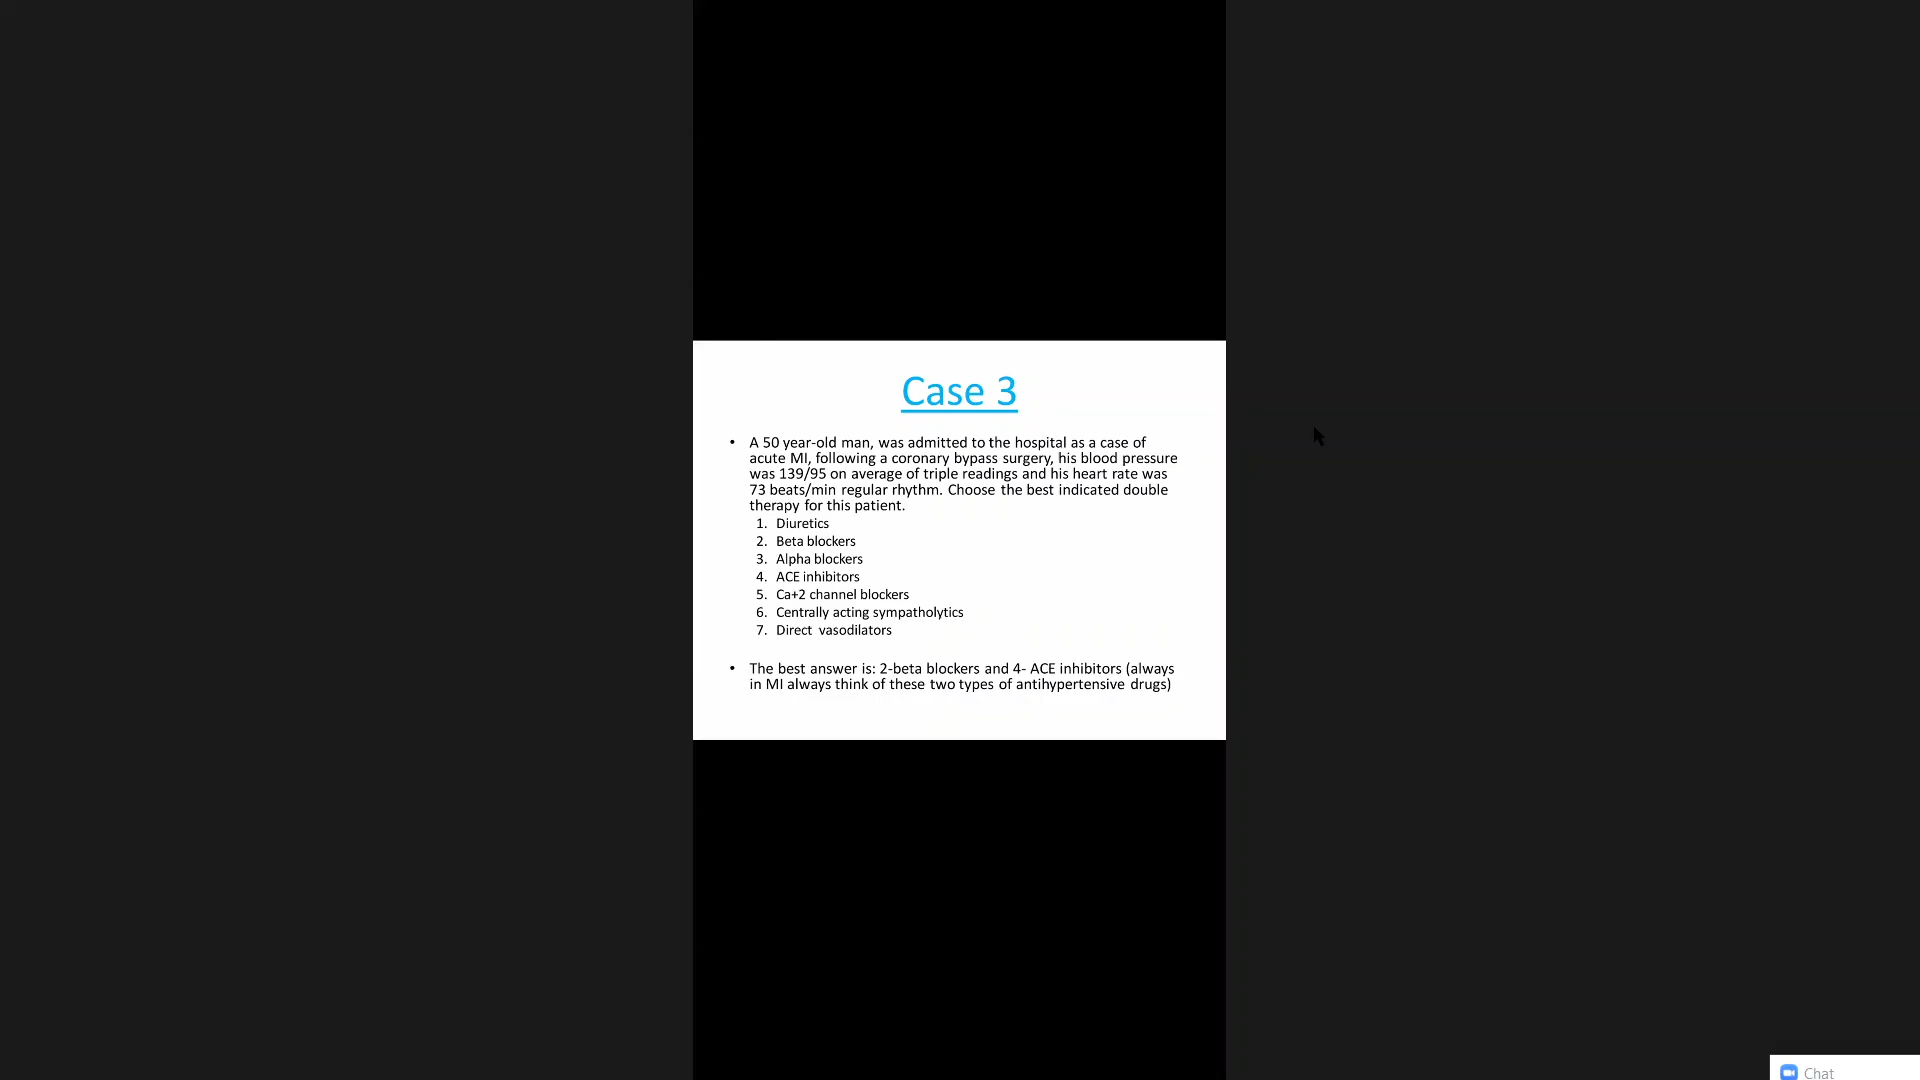 Case 3
• A 50 year-old man, was admitted to the hospital as a case of
acute MI, following a coronary bypass surgery, his blood pressure
was 139/95 on average of triple readings and his heart rate was
73 beats/min regular rhythm. Choose the best indicated double
therapy for this patient.
1. Diuretics
2. Beta blockers
3. Alpha blockers
4. ACE inhibitors
5. Ca+2 channel blockers
6. Centrally acting sympatholytics
7. Direct vasodilators
• The best answer is: 2-beta blockers and 4- ACE inhibitors (always
in MI always think of these two types of antihypertensive drugs)
Chat